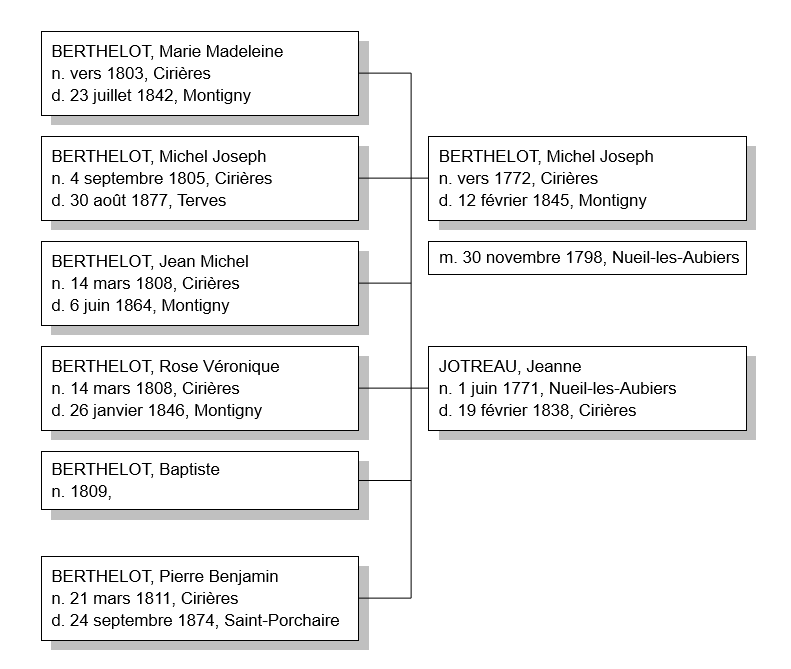 BERTHELOT, Marie Madeleine
n. vers 1803, Cirières
d. 23 juillet 1842, Montigny
BERTHELOT, Michel Joseph
n. 4 septembre 1805, Cirières
d. 30 août 1877, Terves
BERTHELOT, Jean Michel
n. 14 mars 1808, Cirières
d. 6 juin 1864, Montigny
BERTHELOT, Rose Véronique
n. 14 mars 1808, Cirières
d. 26 janvier 1846, Montigny
BERTHELOT, Baptiste
n. 1809,
BERTHELOT, Pierre Benjamin
n. 21 mars 1811, Cirières
d. 24 septembre 1874, Saint-Porchaire
BERTHELOT, Michel Joseph
n. vers 1772, Cirières
d. 12 février 1845, Montigny
m. 30 novembre 1798, Nueil-les-Aubiers
JOTREAU, Jeanne
n. 1 juin 1771, Nueil-les-Aubiers
d. 19 février 1838, Cirières